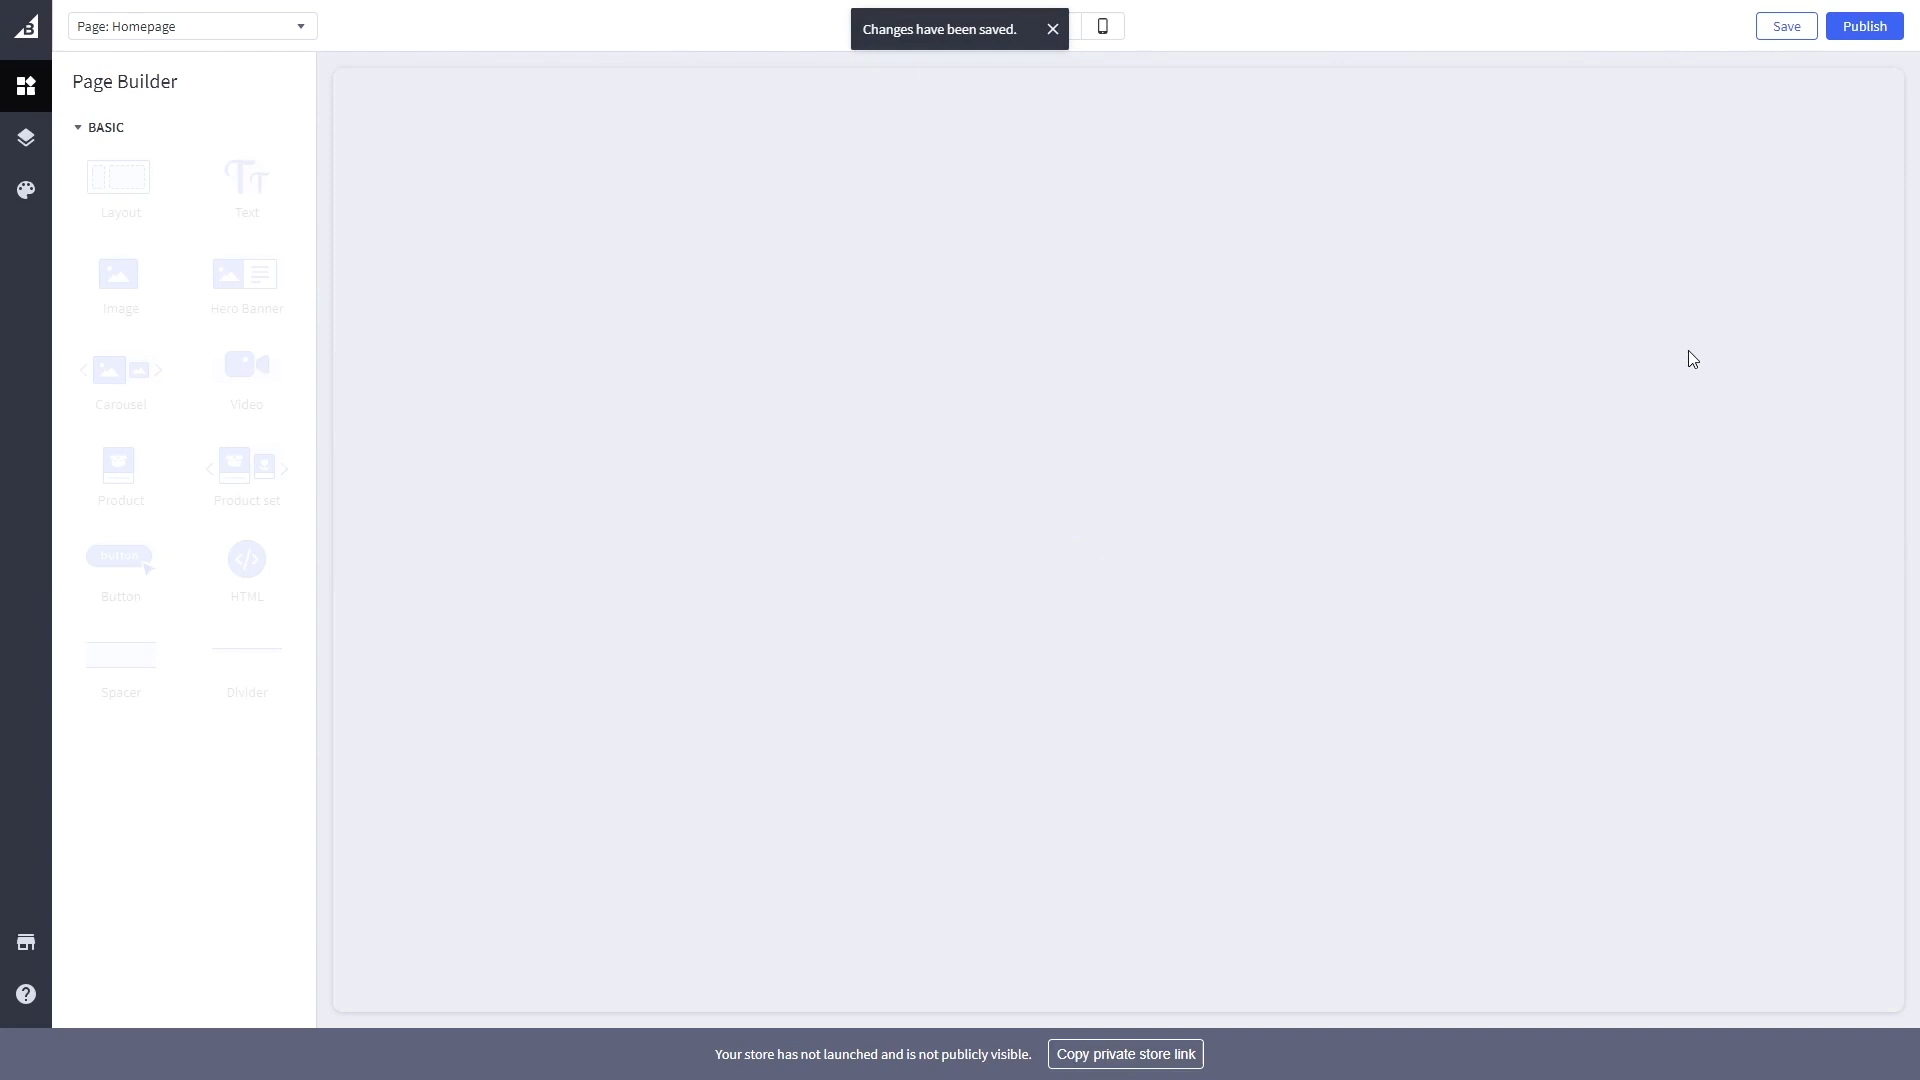 Page: Homepage
Changes have been saved.
Save
Publish
Page Builder
BASIC
Layout
Text
Image
Hero Banner
Carousel
Video
Product
Product set
Button
Button
HTML
Spacer
Divider
Your store has not launched and is not publicly visible.
Copy private store link